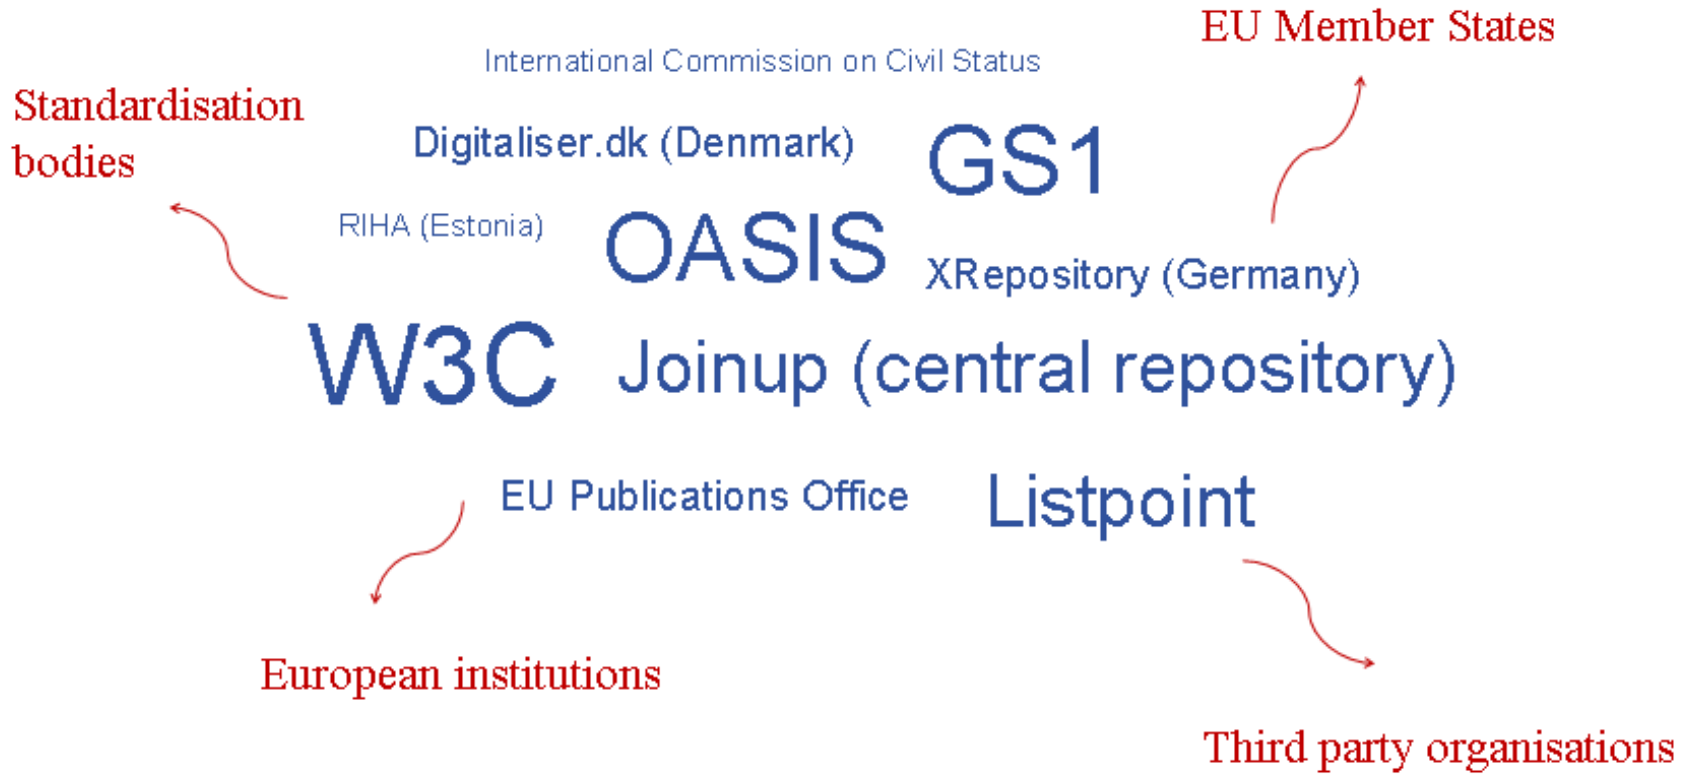 EU Member States
International Commission on Civil Status
Standardisation
bodies
Digitaliser.dk (Denmark)
GS1
RIHA (Estonia)
OASIS
XRepository (Germany)
W3C
Joinup (central repository)
EU Publications Office
Listpoint
European institutions
Third party organisations